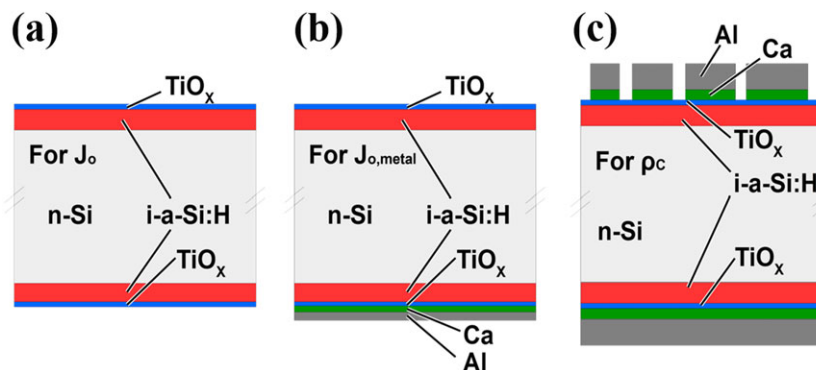 (a)
TiOₓ
For Jₒ
n-Si
i-a-Si:H
TiOₓ
(b)
TiOₓ
For Jₒ,metal
n-Si
i-a-Si:H
TiOₓ
Ca
Al
(c)
Al
Ca
TiOₓ
For ρC
i-a-Si:H
n-Si
TiOₓ